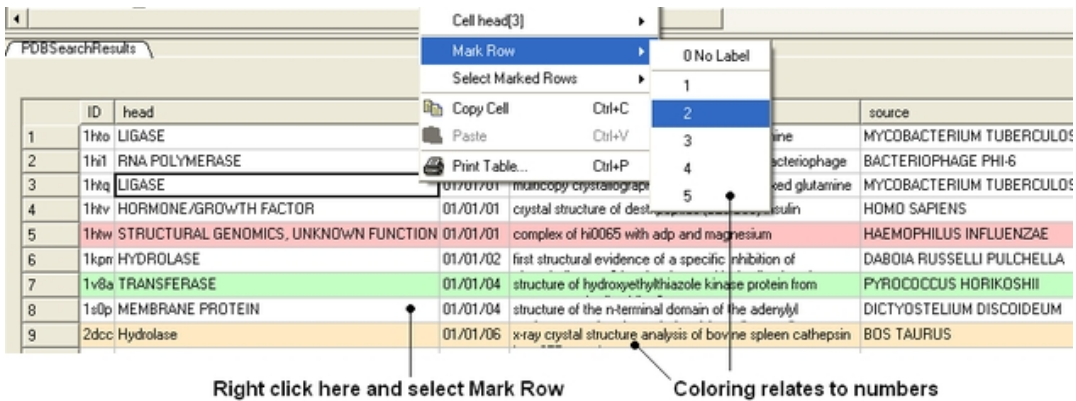 Cell head[3]
PDBSearchResults
Mark Row
0 No Label
Select Marked Rows
1
Copy Cell Ctrl+C
2
Paste Ctrl+V
3
Print Table... Ctrl+P
4
5
ID head source
1 1hto LIGASE ine MYCOBACTERIUM TUBERCULOS
2 1hi1 RNA POLYMERASE acteriophage BACTERIOPHAGE PHI-6
3 1htq LIGASE 01/01/01 multicopy crystallograp xed glutamine MYCOBACTERIUM TUBERCULOS
4 1htv HORMONE/GROWTH FACTOR 01/01/01 crystal structure of dest insulin HOMO SAPIENS
5 1htw STRUCTURAL GENOMICS, UNKNOWN FUNCTION 01/01/01 complex of hi0065 with adp and magnesium HAEMOPHILUS INFLUENZAE
6 1kpm HYDROLASE 01/01/02 first structural evidence of a specific inhibition of DABOIA RUSSELLI PULCHELLA
7 1v8a TRANSFERASE 01/01/04 structure of hydroxyethylthiazole kinase protein from PYROCOCCUS HORIKOSHII
8 1s0p MEMBRANE PROTEIN 01/01/04 structure of the n-terminal domain of the adenylyl DICTYOSTELIUM DISCOIDEUM
9 2dcc Hydrolase 01/01/06 x-ray crystal structure analysis of bovine spleen cathepsin BOS TAURUS
Right click here and select Mark Row
Coloring relates to numbers